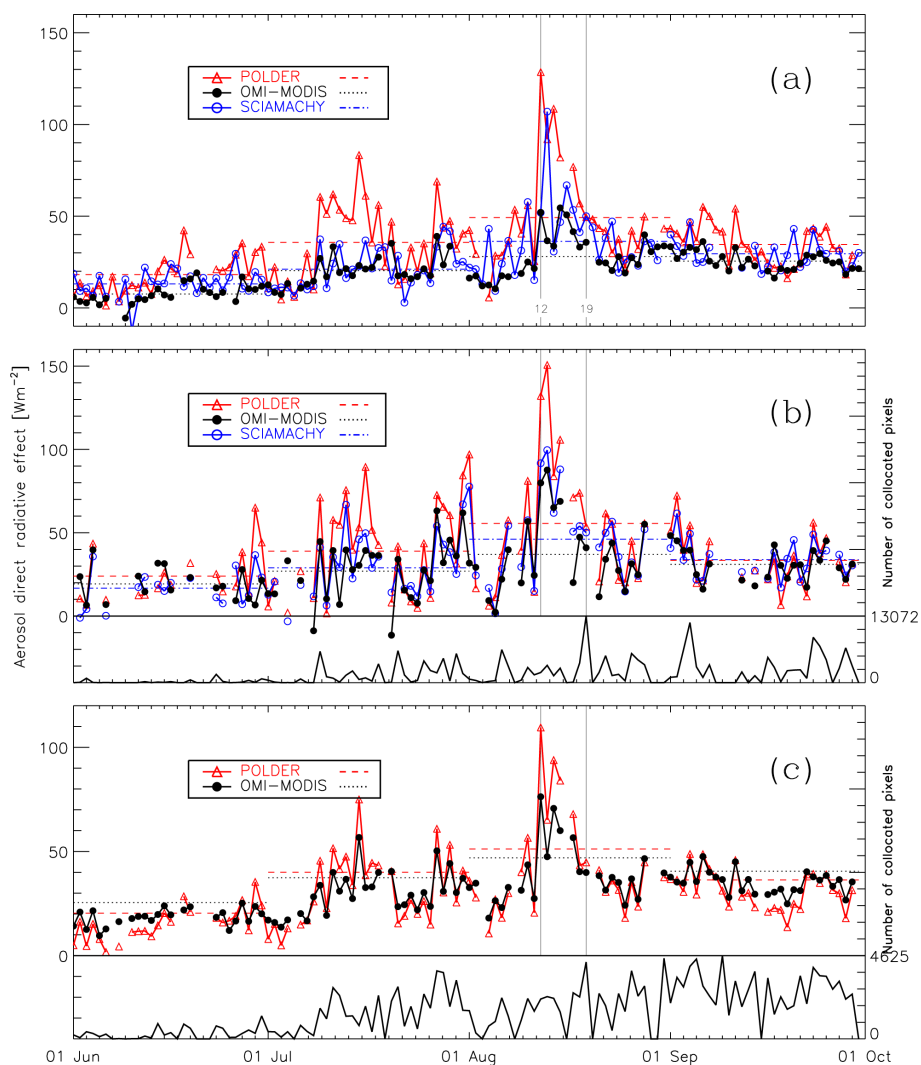 150
100
50
0
POLDER
OMI-MODIS
SCIAMACHY
(a)
12
19
150
100
50
0
POLDER
OMI-MODIS
SCIAMACHY
(b)
13072
0
100
50
0
POLDER
OMI-MODIS
(c)
4625
0
Aerosol direct radiative effect [Wm⁻²]
Number of collocated pixels
Number of collocated pixels
01 Jun
01 Jul
01 Aug
01 Sep
01 Oct